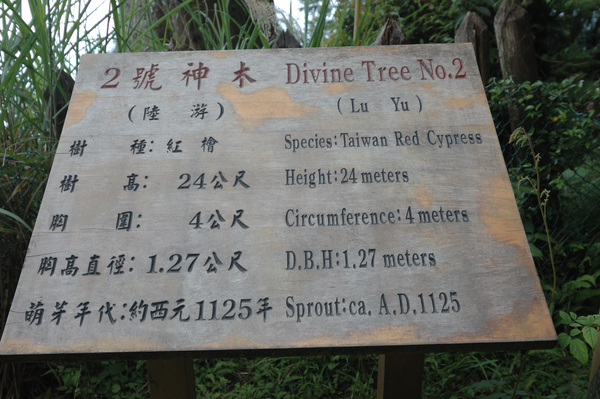 2號神木 Divine Tree No.2
(陸游) (Lu Yu)
樹種:紅檜 Species:Taiwan Red Cypress
樹高: 24公尺 Height:24 meters
胸圍: 4公尺 Circumference:4 meters
胸高直徑:1.27公尺 D.B.H:1.27 meters
萌芽年代:約西元1125年 Sprout:ca. A.D.1125